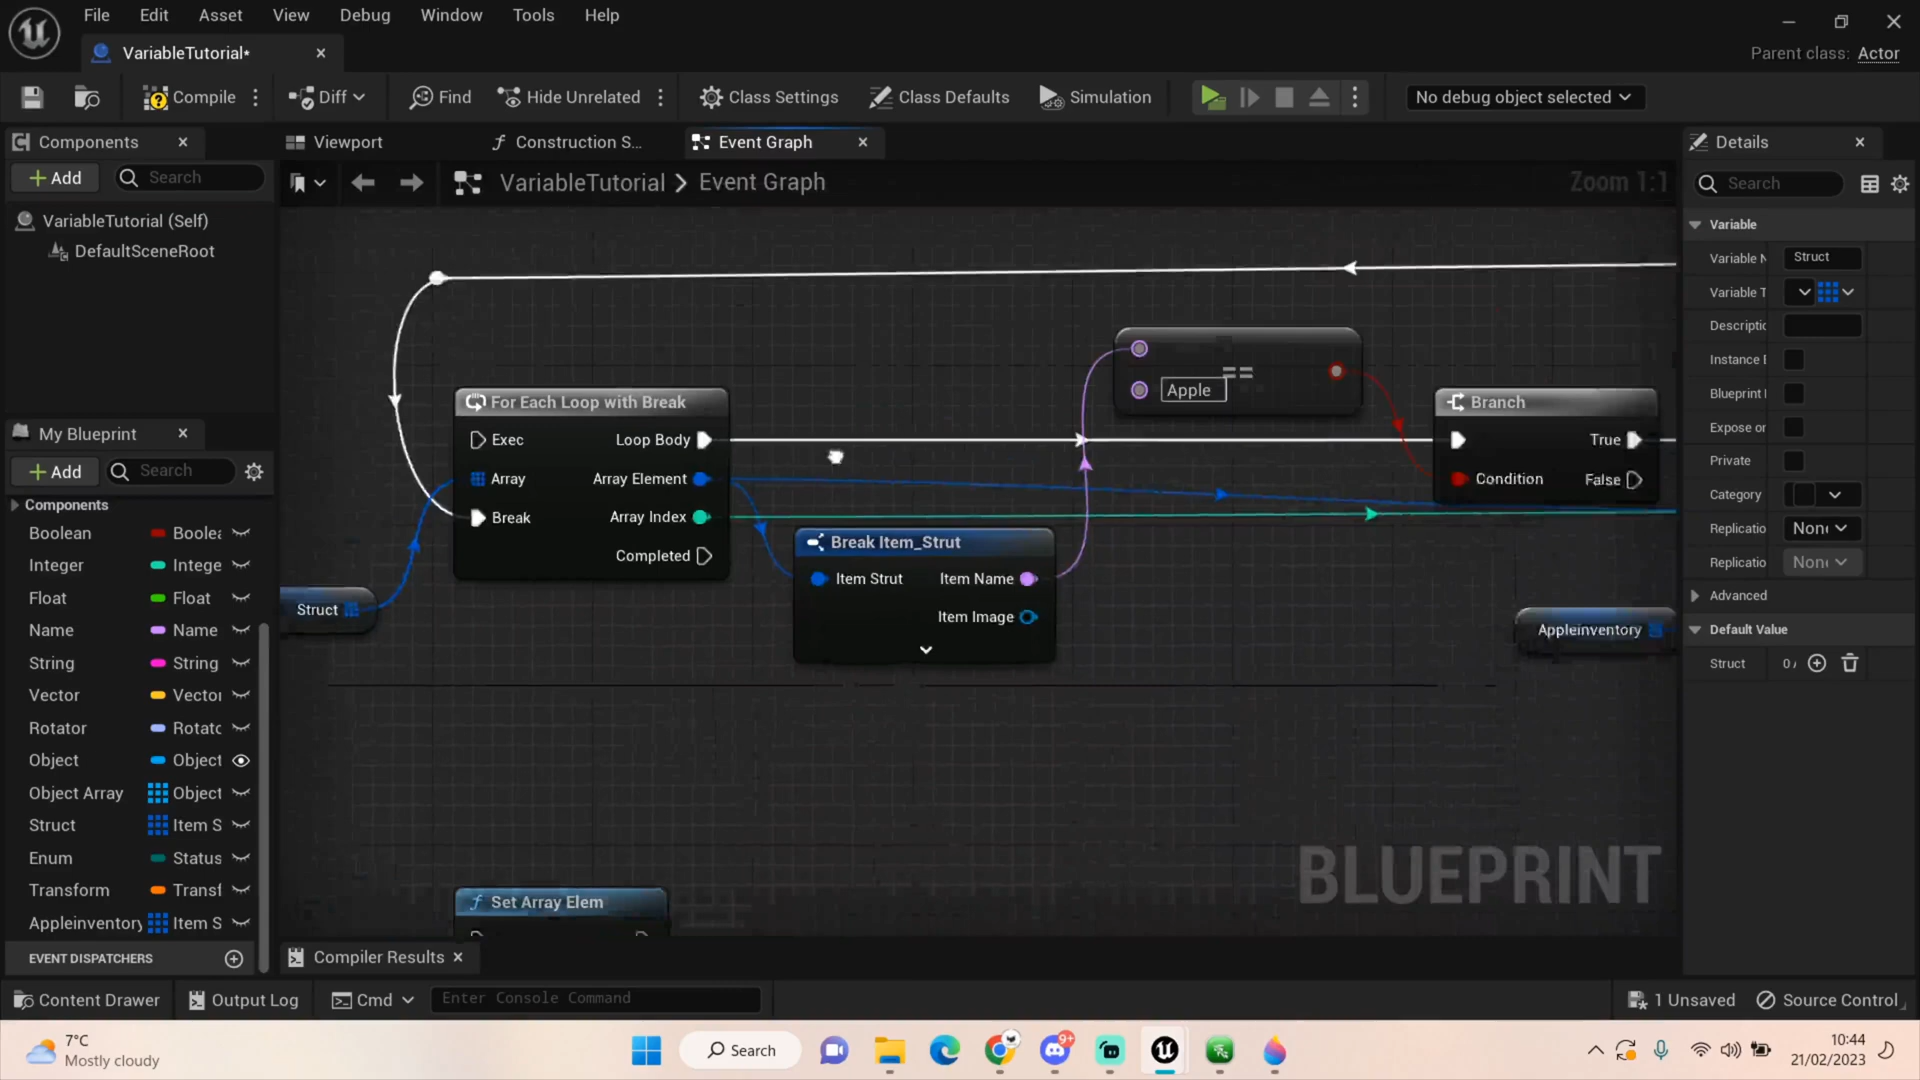 File Edit Asset View Debug Window Tools Help
VariableTutorial*
Parent class: Actor
Compile Diff Find Hide Unrelated Class Settings Class Defaults Simulation No debug object selected
Components
Add Search
VariableTutorial (Self)
DefaultSceneRoot
My Blueprint
Add Search
Components
Boolean Boolea
Integer Intege
Float Float
Name Name
String String
Vector Vector
Rotator Rotato
Object Object
Object Array Object
Struct Item S
Enum Status
Transform Transf
Appleinventory Item S
EVENT DISPATCHERS
Viewport Construction S... Event Graph
VariableTutorial > Event Graph
Zoom 1:1
For Each Loop with Break
Exec Loop Body
Array Array Element
Break Array Index
Completed
Struct
Break Item_Strut
Item Strut Item Name
Item Image
==
Apple
Branch
True
Condition False
Appleinventory
Set Array Elem
BLUEPRINT
Compiler Results
Details
Search
Variable
Variable N Struct
Variable T
Descriptio
Instance E
Blueprint I
Expose or
Private
Category
Replicatio None
Replicatio None
Advanced
Default Value
Struct 0 /
Content Drawer Output Log Cmd Enter Console Command
1 Unsaved Source Control
7°C
Mostly cloudy
Search
9+
10:44
21/02/2023